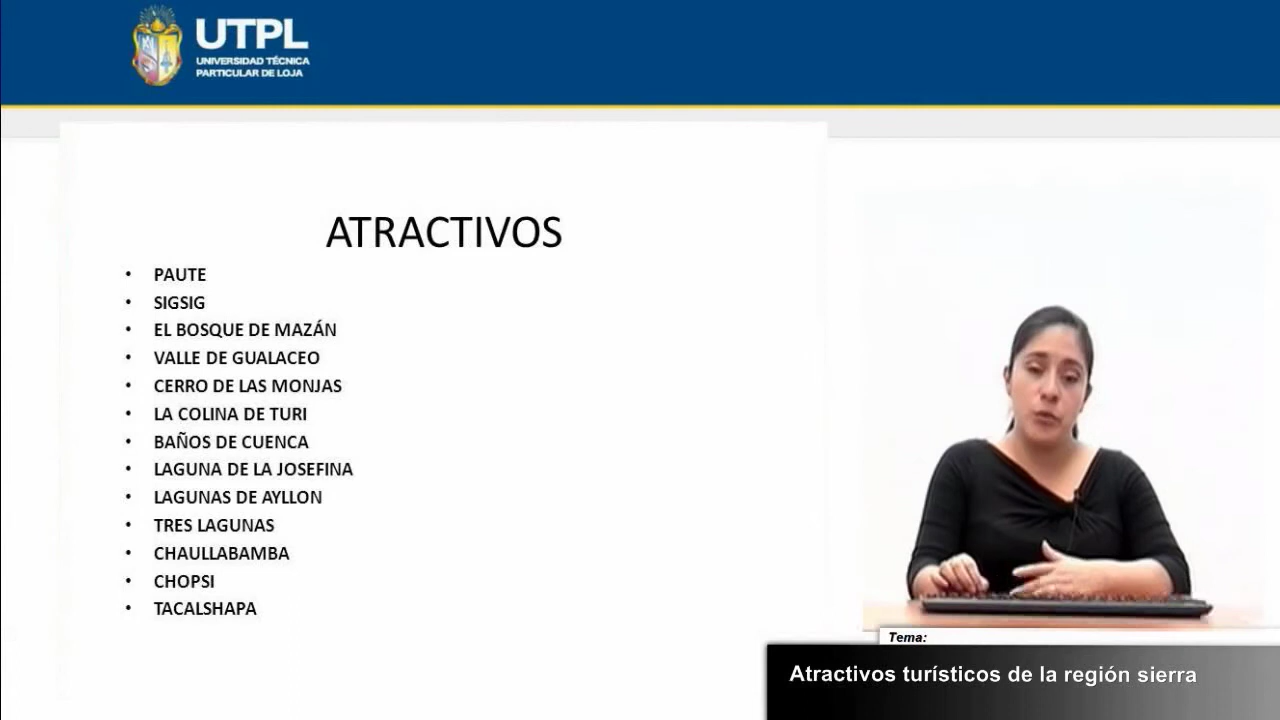 UTPL
UNIVERSIDAD TÉCNICA
PARTICULAR DE LOJA
ATRACTIVOS
• PAUTE
• SIGSIG
• EL BOSQUE DE MAZÁN
• VALLE DE GUALACEO
• CERRO DE LAS MONJAS
• LA COLINA DE TURI
• BAÑOS DE CUENCA
• LAGUNA DE LA JOSEFINA
• LAGUNAS DE AYLLON
• TRES LAGUNAS
• CHAULLABAMBA
• CHOPSI
• TACALSHAPA
Tema:
Atractivos turísticos de la región sierra